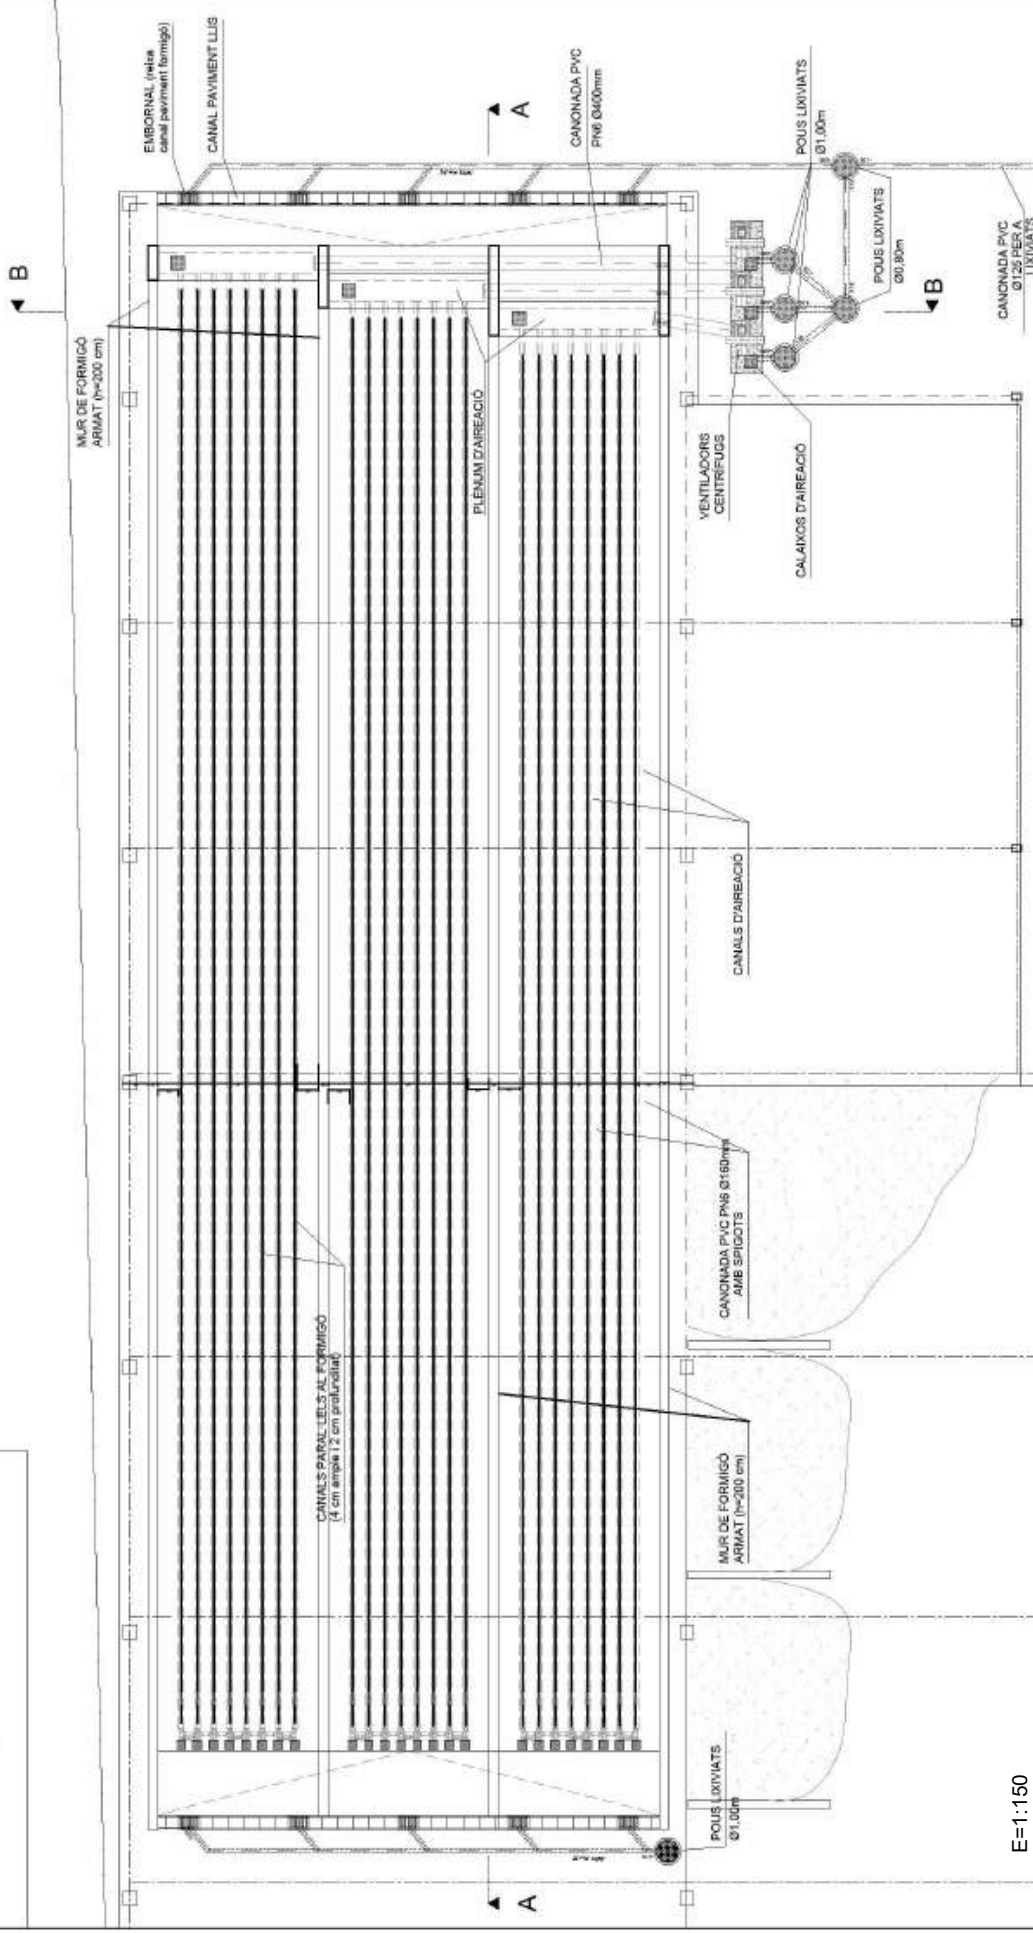 B
EMBORNAL (reixa
canal paviment formigó)
CANAL PAVIMENT LLIS
MUR DE FORMIGÓ
ARMAT (h=200 cm)
A
CANONADA PVC
PN6 Ø400mm
POUS LIXIVIATS
Ø1,00m
PLÈNUM D'AIREACIÓ
POUS LIXIVIATS
Ø0,80m
CANONADA PVC
Ø125 PER A
LIXIVIATS
B
VENTILADORS
CENTRÍFUGS
CALAIXOS D'AIREACIÓ
CANALS D'AIREACIÓ
CANONADA PVC PN6 Ø160mm
AMB SPIGOTS
CANALS PARAL·LELS AL FORMIGÓ
(4 cm ample i 2 cm profunditat)
MUR DE FORMIGÓ
ARMAT (h=200 cm)
POUS LIXIVIATS
Ø1,00m
A
E=1:150